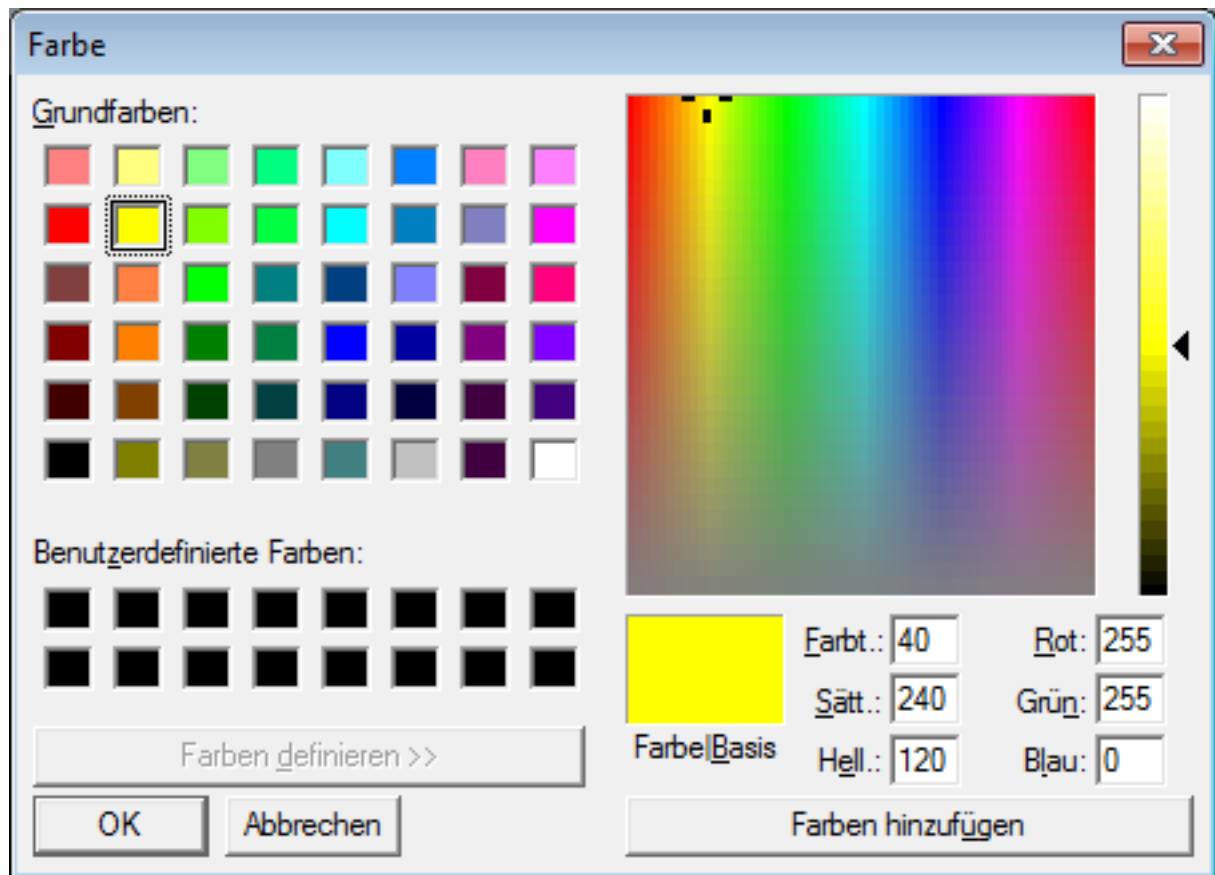 Farbe
Grundfarben:
Benutzerdefinierte Farben:
Farben definieren >>
OK Abbrechen
Farbt.: 40 Rot: 255
Sätt.: 240 Grün: 255
Farbe|Basis Hell.: 120 Blau: 0
Farben hinzufügen